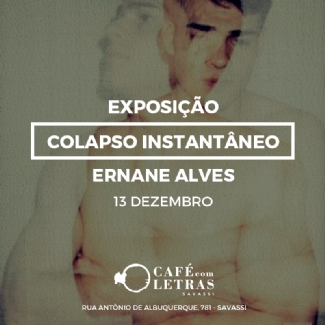 EXPOSIÇÃO
COLAPSO INSTANTÂNEO
ERNANE ALVES
13 DEZEMBRO
CAFÉ com
LETRAS
SAVASSI
RUA ANTÔNIO DE ALBUQUERQUE, 781 - SAVASSI